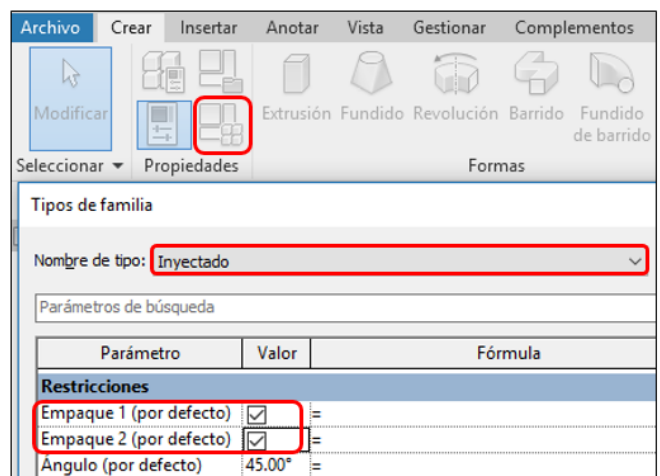 Archivo Crear Insertar Anotar Vista Gestionar Complementos
Modificar Extrusión Fundido Revolución Barrido Fundido
de barrido
Seleccionar Propiedades Formas
Tipos de familia
Nombre de tipo: Inyectado
Parámetros de búsqueda
Parámetro Valor Fórmula
Restricciones
Empaque 1 (por defecto) =
Empaque 2 (por defecto) =
Ángulo (por defecto) 45.00° =